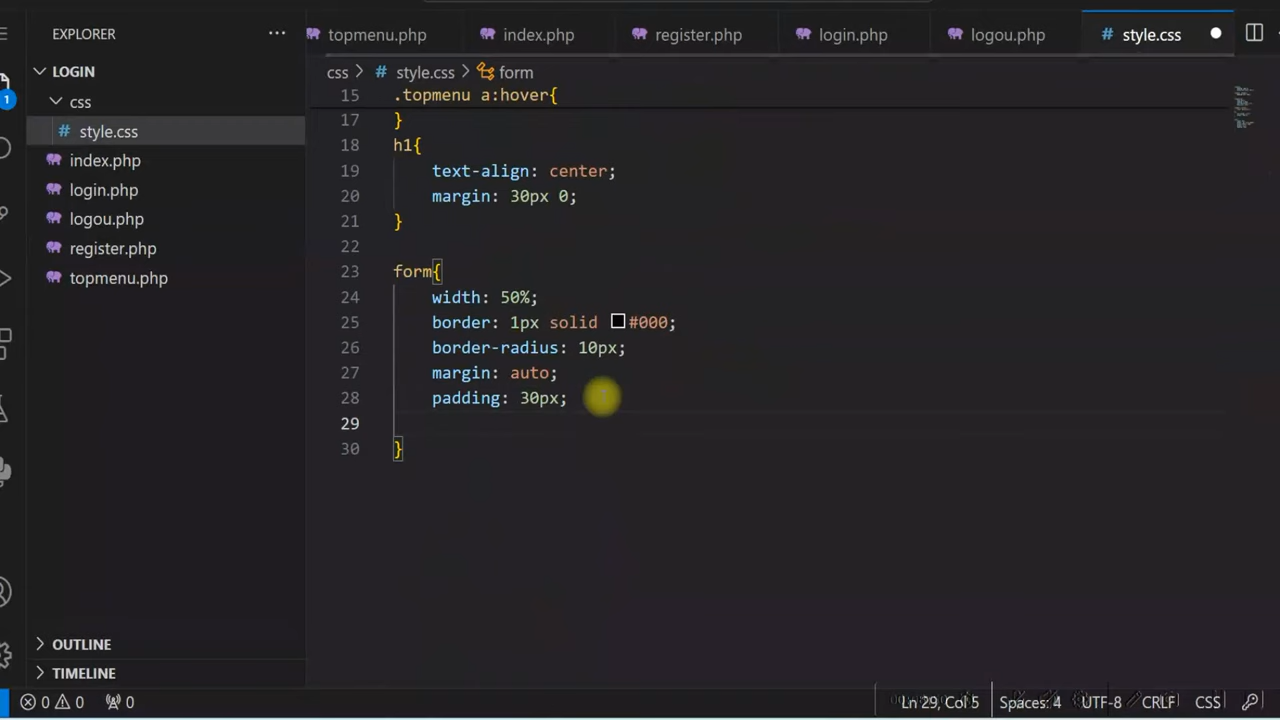 EXPLORER ...
topmenu.php index.php register.php login.php logou.php # style.css
LOGIN
css
# style.css
index.php
login.php
logou.php
register.php
topmenu.php
OUTLINE
TIMELINE
1
css > # style.css > form
15 .topmenu a:hover{
17 }
18 h1{
19 text-align: center;
20 margin: 30px 0;
21 }
22
23 form{
24 width: 50%;
25 border: 1px solid #000;
26 border-radius: 10px;
27 margin: auto;
28 padding: 30px;
29
30 }
0 0 0 Ln 29, Col 5 Spaces: 4 UTF-8 CRLF CSS